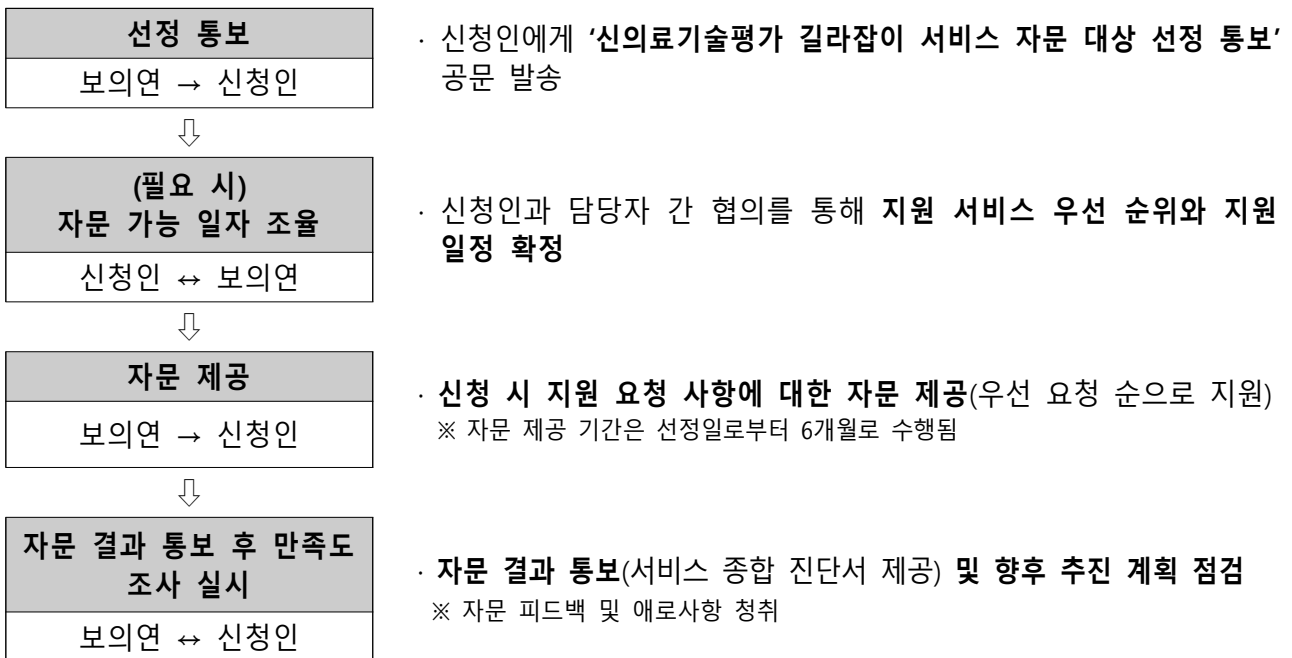 선정 통보
보의연 → 신청인
· 신청인에게 ‘신의료기술평가 길라잡이 서비스 자문 대상 선정 통보’
공문 발송
⇩
(필요 시)
자문 가능 일자 조율
신청인 ↔ 보의연
· 신청인과 담당자 간 협의를 통해 지원 서비스 우선 순위와 지원
일정 확정
⇩
자문 제공
보의연 → 신청인
· 신청 시 지원 요청 사항에 대한 자문 제공(우선 요청 순으로 지원)
※ 자문 제공 기간은 선정일로부터 6개월로 수행됨
⇩
자문 결과 통보 후 만족도
조사 실시
보의연 ↔ 신청인
· 자문 결과 통보(서비스 종합 진단서 제공) 및 향후 추진 계획 점검
※ 자문 피드백 및 애로사항 청취